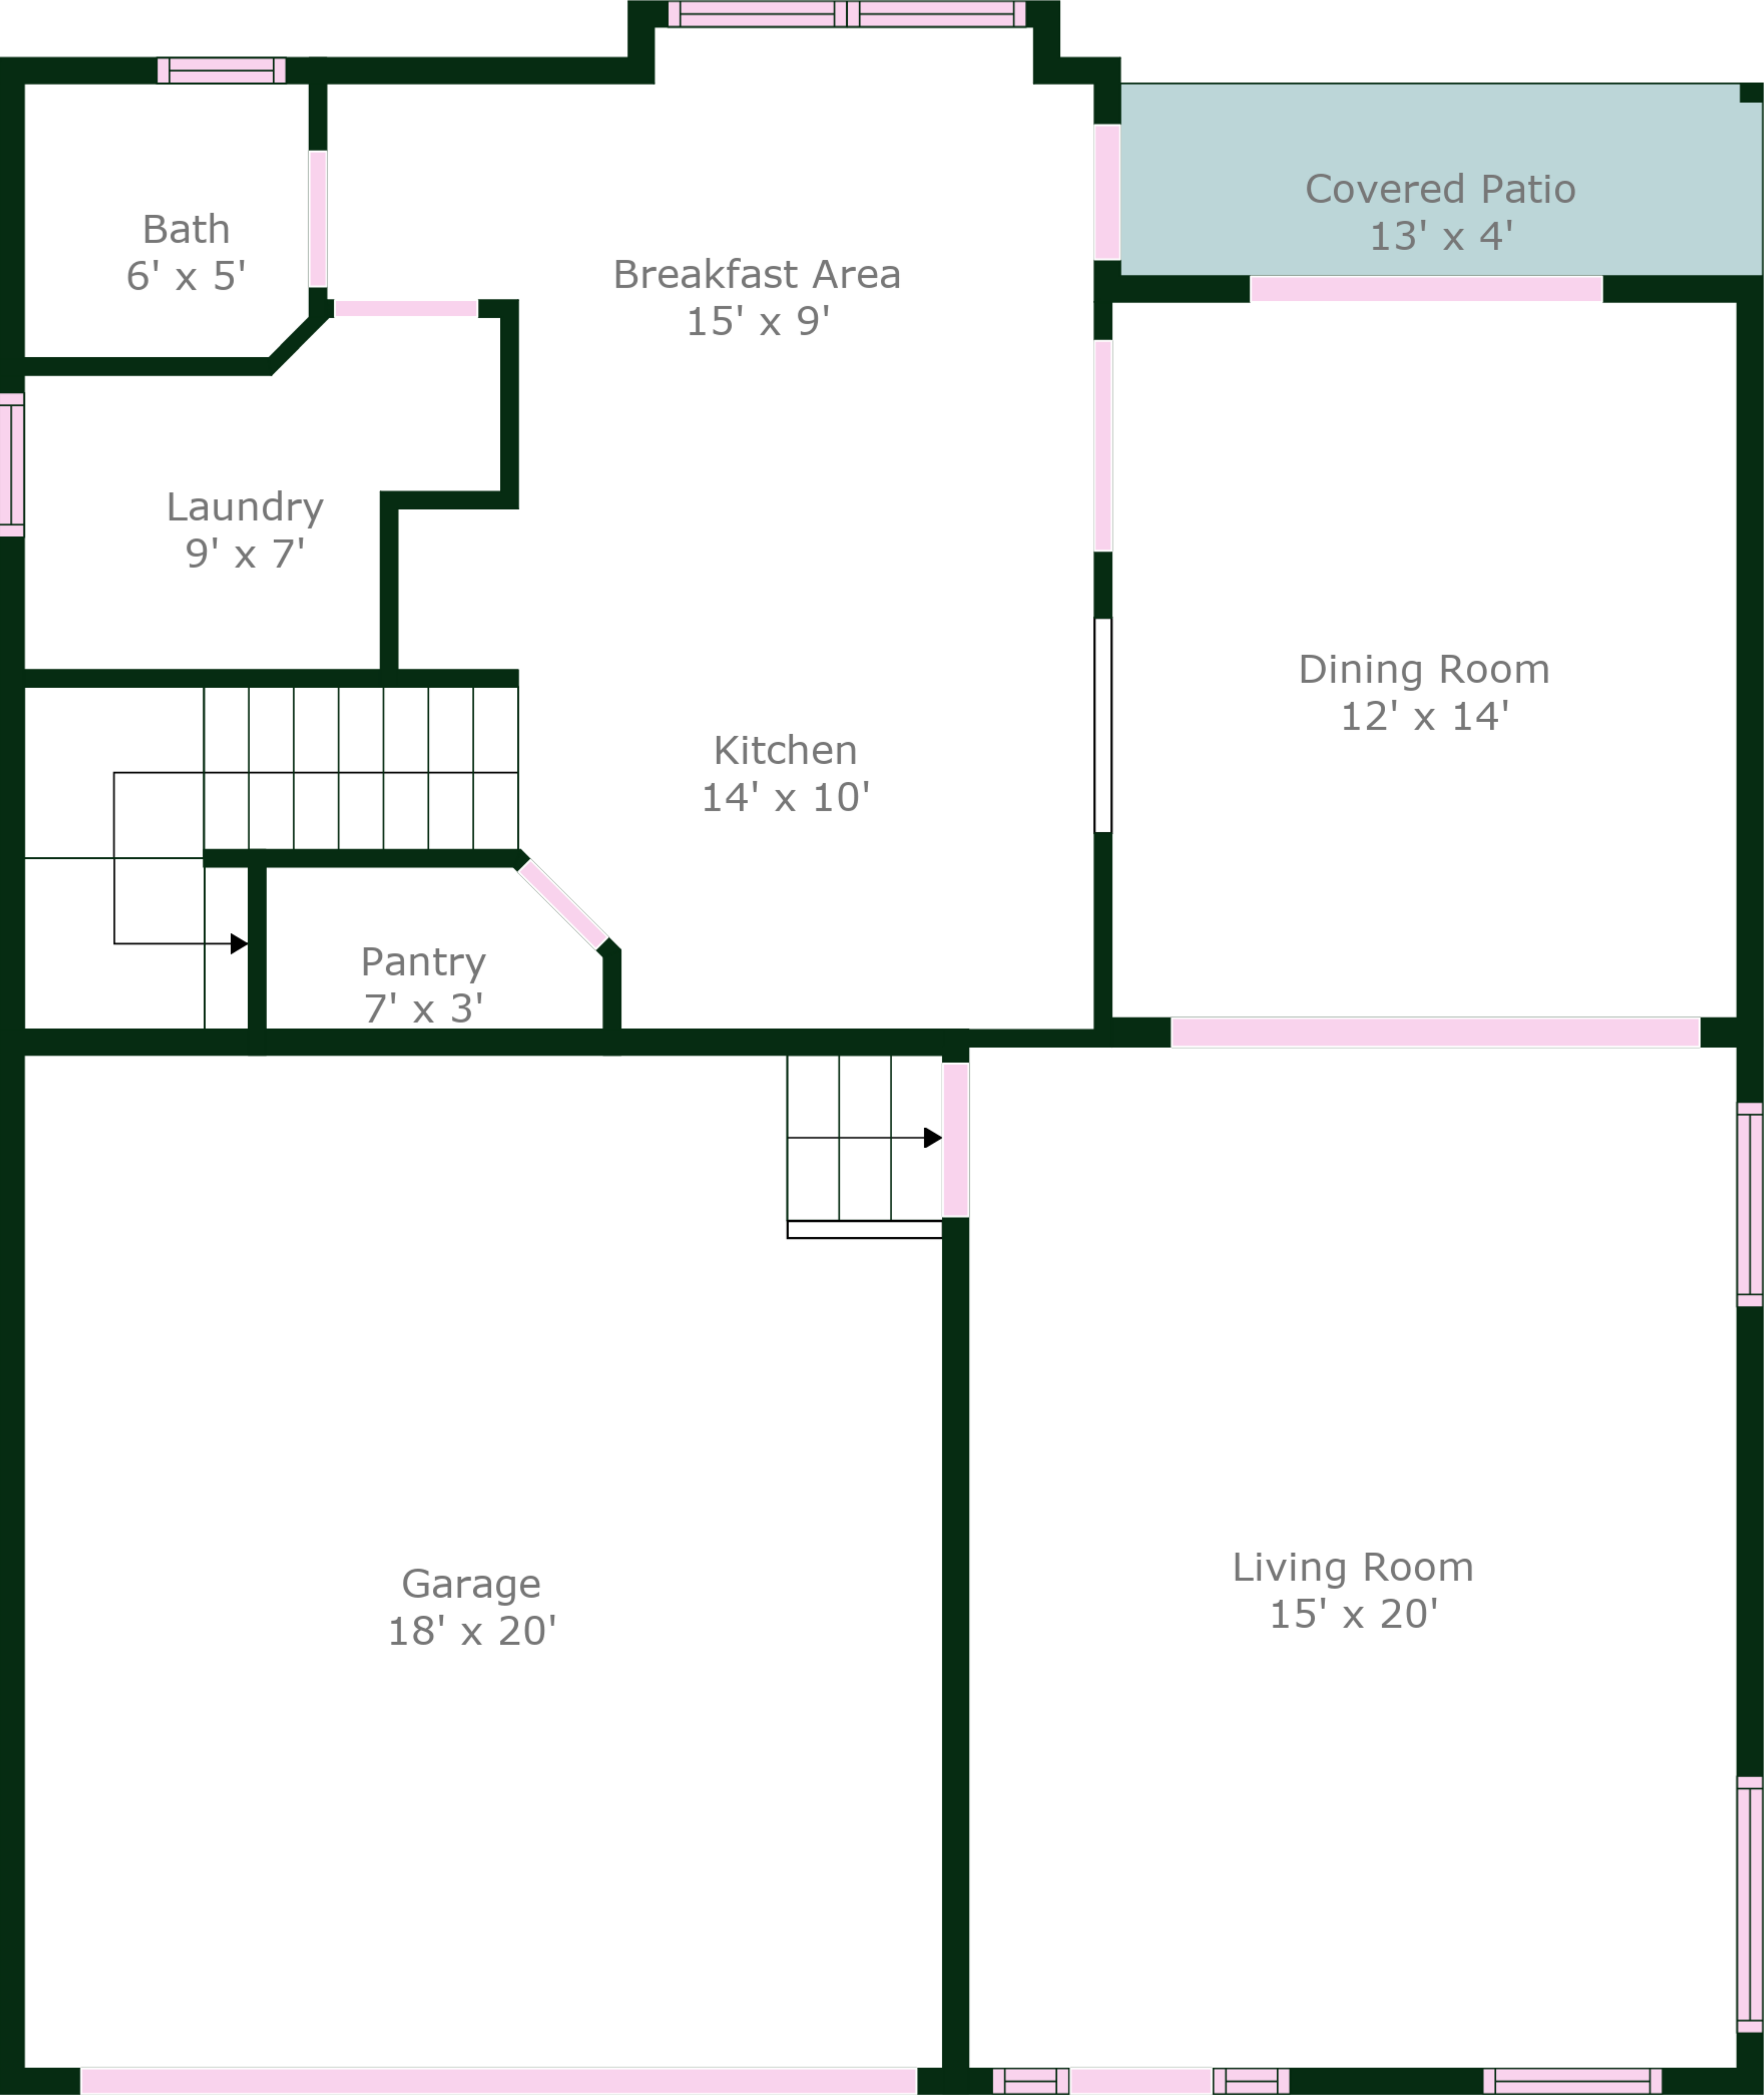 Covered Patio
13' x 4'
Bath
6' x 5'
Breakfast Area
15' x 9'
Laundry
9' x 7'
Dining Room
12' x 14'
Kitchen
14' x 10'
Pantry
7' x 3'
Living Room
15' x 20'
Garage
18' x 20'